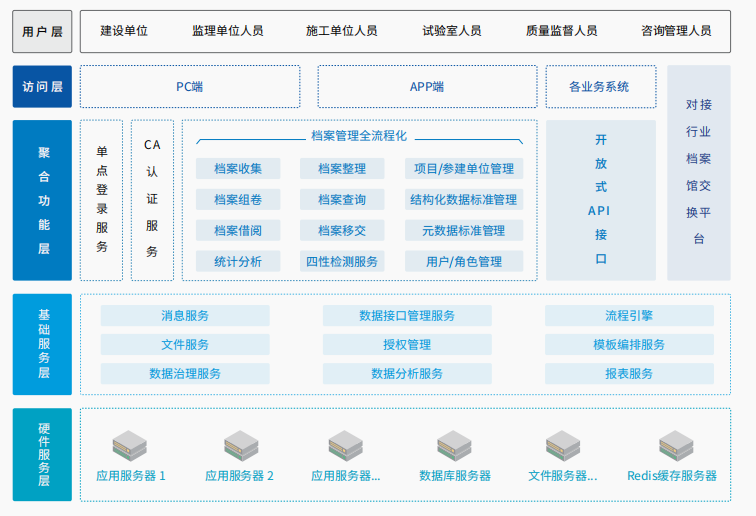 用户层
建设单位
监理单位人员
施工单位人员
试验室人员
质量监督人员
咨询管理人员
访问层
PC端
APP端
各业务系统
对接
行业
档案
馆交
换平
台
聚合功能层
单点登录服务
CA认证服务
档案管理全流程化
档案收集
档案整理
项目/参建单位管理
档案组卷
档案查询
结构化数据标准管理
档案借阅
档案移交
元数据标准管理
统计分析
四性检测服务
用户/角色管理
开放式API接口
基础服务层
消息服务
数据接口管理服务
流程引擎
文件服务
授权管理
模板编排服务
数据治理服务
数据分析服务
报表服务
硬件服务层
应用服务器 1
应用服务器 2
应用服务器...
数据库服务器
文件服务器...
Redis缓存服务器